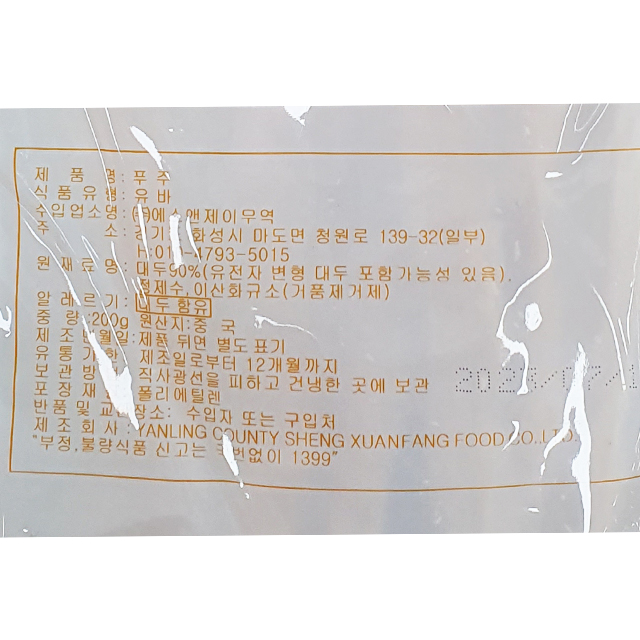 제 품 명: 푸 주
식품유형: 유바
수입업소명: ㈜에스앤제이무역
주 소: 경기 화성시 마도면 청원로 139-32(일부)
H:010-4793-5015
원 재료 명: 대두90%(유전자 변형 대두 포함가능성 있음),
정제수, 이산화규소(거품제거제)
알 레 르 기: 대두함유
중 량:200g 원산지:중 국
제조년월일:제품 뒤면 별도 표기
유 통 기 한: 제조일로부터 12개월까지
보 관 방 : 직사광선을 피하고 건냉한 곳에 보관
포 장 재 : 폴리에틸렌
반품 및 교 장소: 수입자 또는 구입처
제 조 회 사: YANLING COUNTY SHENG XUANFANG FOOD CO.,LTD.
"부정,불량식품 신고는 국번없이 1399"